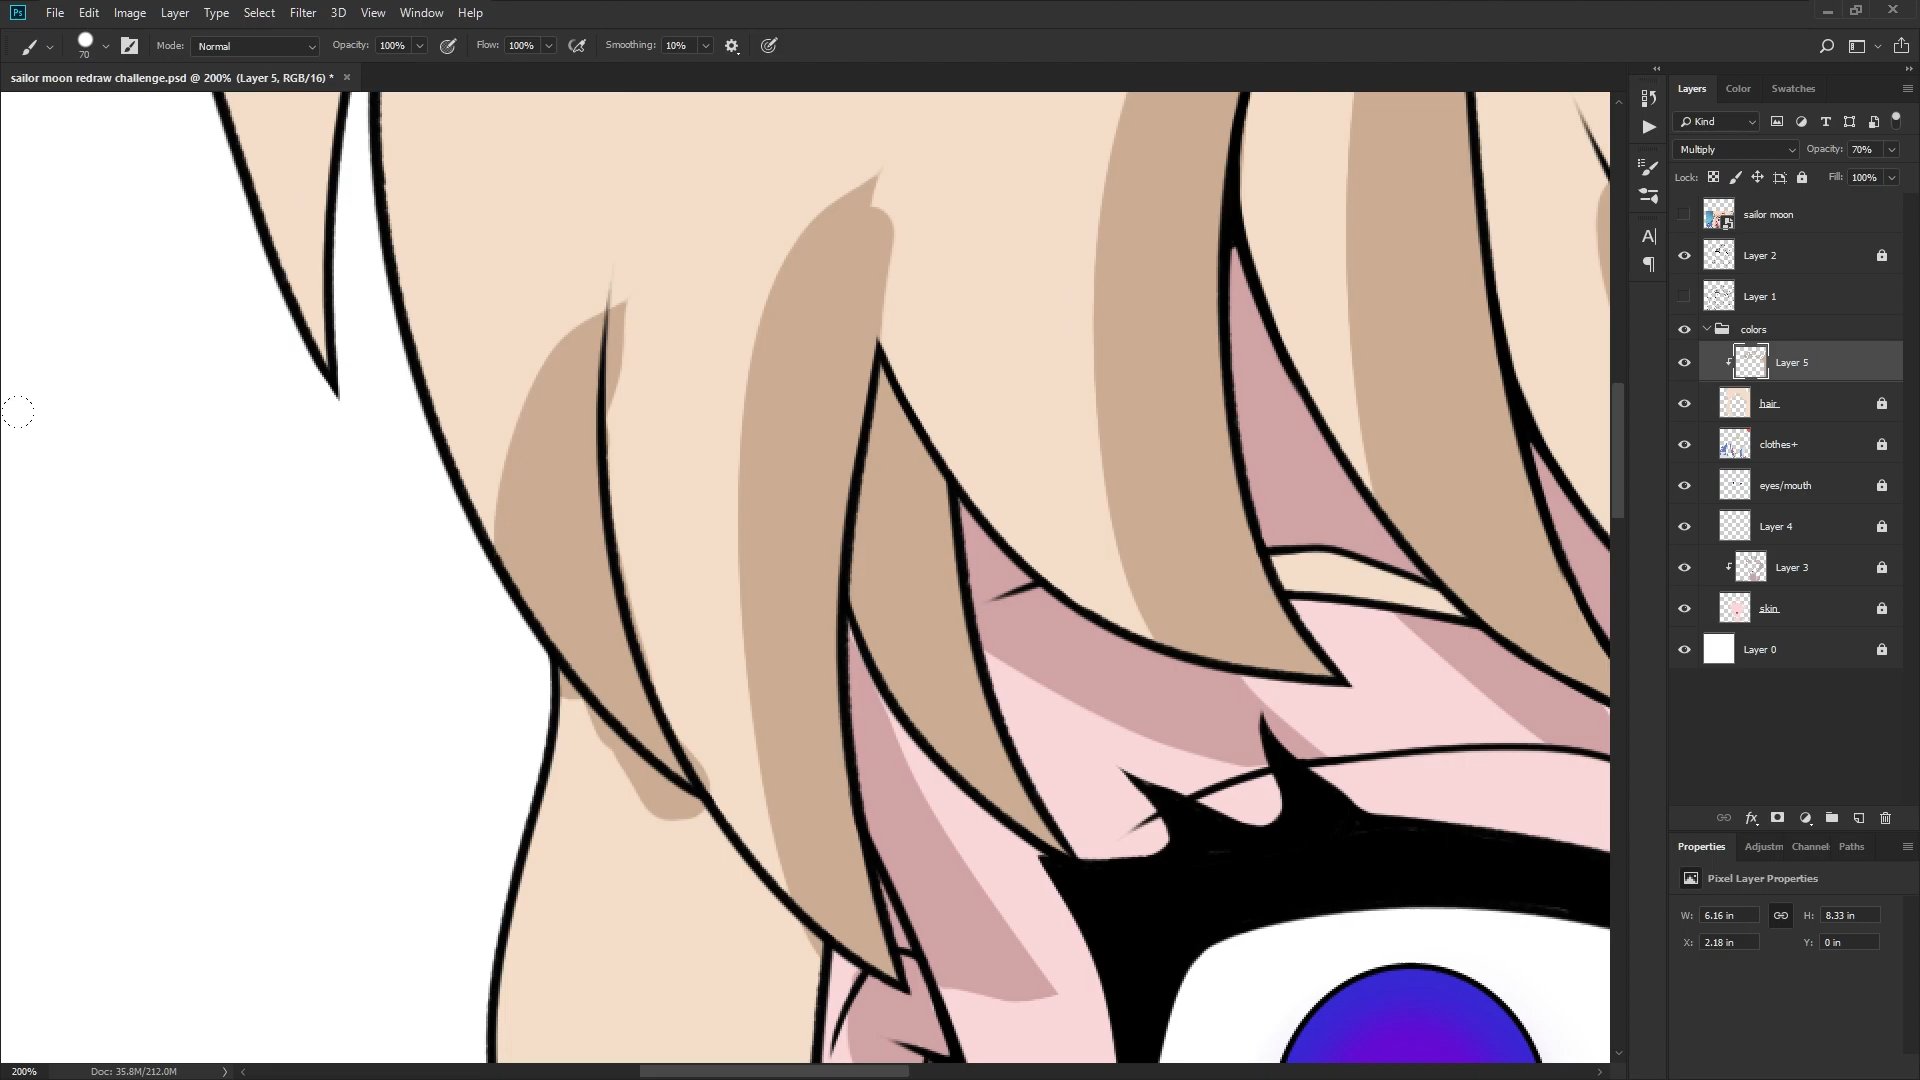 Ps File Edit Image Layer Type Select Filter 3D View Window Help
70 Mode: Normal Opacity: 100% Flow: 100% Smoothing: 10%
sailor moon redraw challenge.psd @ 200% (Layer 5, RGB/16) * ×
Layers Color Swatches
Kind
Multiply Opacity: 70%
Lock: Fill: 100%
sailor moon
Layer 2
Layer 1
colors
Layer 5
hair
clothes+
eyes/mouth
Layer 4
Layer 3
skin
Layer 0
fx
Properties Adjustm Channel Paths
Pixel Layer Properties
W: 6.16 in H: 8.33 in
X: 2.18 in Y: 0 in
200% Doc: 35.8M/212.0M